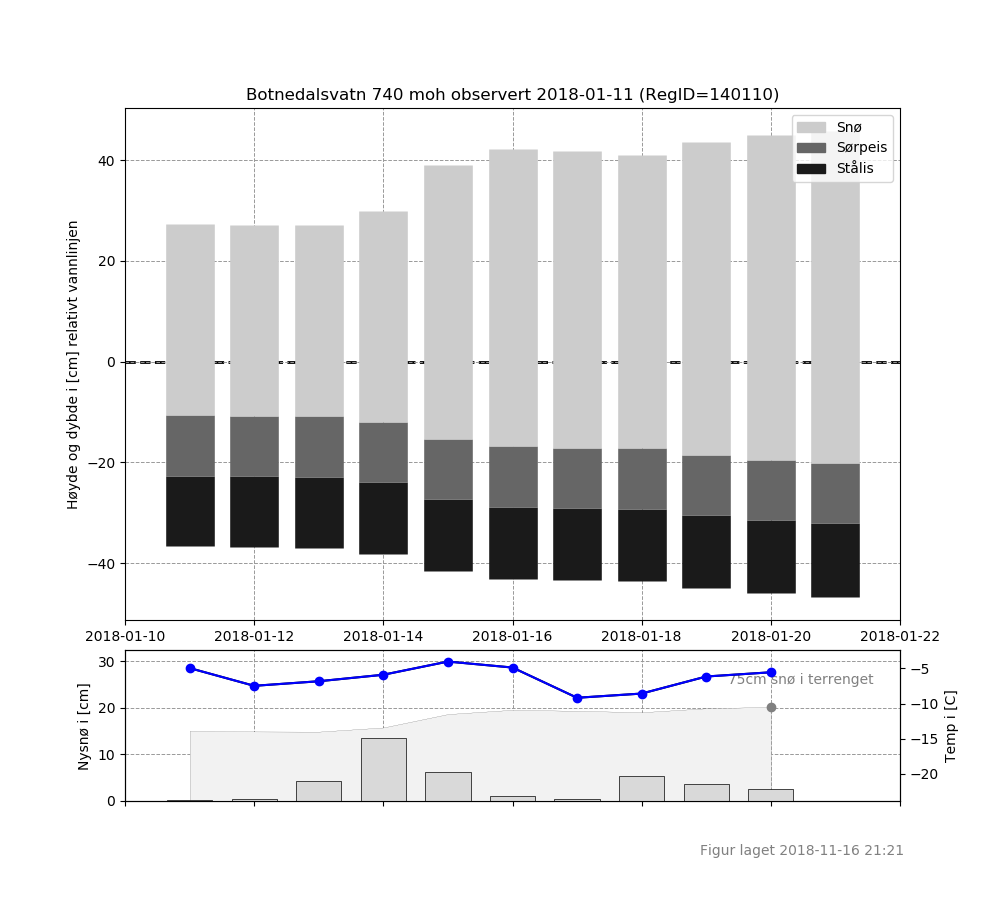 Botnedalsvatn 740 moh observert 2018-01-11 (RegID=140110)
Snø
Sørpeis
Stålis
Høyde og dybde i [cm] relativt vannlinjen
40
20
0
−20
−40
2018-01-10 2018-01-12 2018-01-14 2018-01-16 2018-01-18 2018-01-20 2018-01-22
Nysnø i [cm]
30
20
10
0
75cm snø i terrenget
−5
−10
−15
−20
Temp i [C]
Figur laget 2018-11-16 21:21